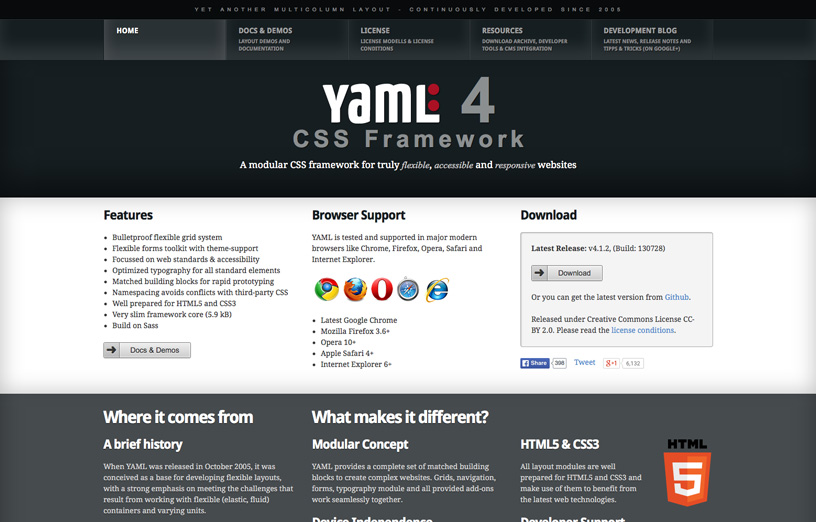 YET ANOTHER MULTICOLUMN LAYOUT - CONTINUOUSLY DEVELOPED SINCE 2005
HOME
DOCS & DEMOS
LAYOUT DEMOS AND
DOCUMENTATION
LICENSE
LICENSE MODELLS & LICENSE
CONDITIONS
RESOURCES
DOWNLOAD ARCHIVE, DEVELOPER
TOOLS & CMS INTEGRATION
DEVELOPMENT BLOG
LATEST NEWS, RELEASE NOTES AND
TIPPS & TRICKS (ON GOOGLE+)
YAML 4
CSS Framework
A modular CSS framework for truly flexible, accessible and responsive websites
Features
Bulletproof flexible grid system
Flexible forms toolkit with theme-support
Focussed on web standards & accessibility
Optimized typography for all standard elements
Matched building blocks for rapid prototyping
Namespacing avoids conflicts with third-party CSS
Well prepared for HTML5 and CSS3
Very slim framework core (5.9 kB)
Build on Sass
Docs & Demos
Browser Support
YAML is tested and supported in major modern
browsers like Chrome, Firefox, Opera, Safari and
Internet Explorer.
Latest Google Chrome
Mozilla Firefox 3.6+
Opera 10+
Apple Safari 4+
Internet Explorer 6+
Download
Latest Release: v4.1.2, (Build: 130728)
Download
Or you can get the latest version from Github.
Released under Creative Commons License CC-
BY 2.0. Please read the license conditions.
Share 398 Tweet g+1 6,132
Where it comes from
A brief history
When YAML was released in October 2005, it was
conceived as a base for developing flexible layouts,
with a strong emphasis on meeting the challenges that
result from working with flexible (elastic, fluid)
containers and varying units.
What makes it different?
Modular Concept
YAML provides a complete set of matched building
blocks to create complex websites. Grids, navigation,
forms, typography module and all provided add-ons
work seamlessly together.
Device Independence
HTML5 & CSS3
All layout modules are well
prepared for HTML5 and CSS3 and
make use of them to benefit from
the latest web technologies.
Developer Support
HTML
5